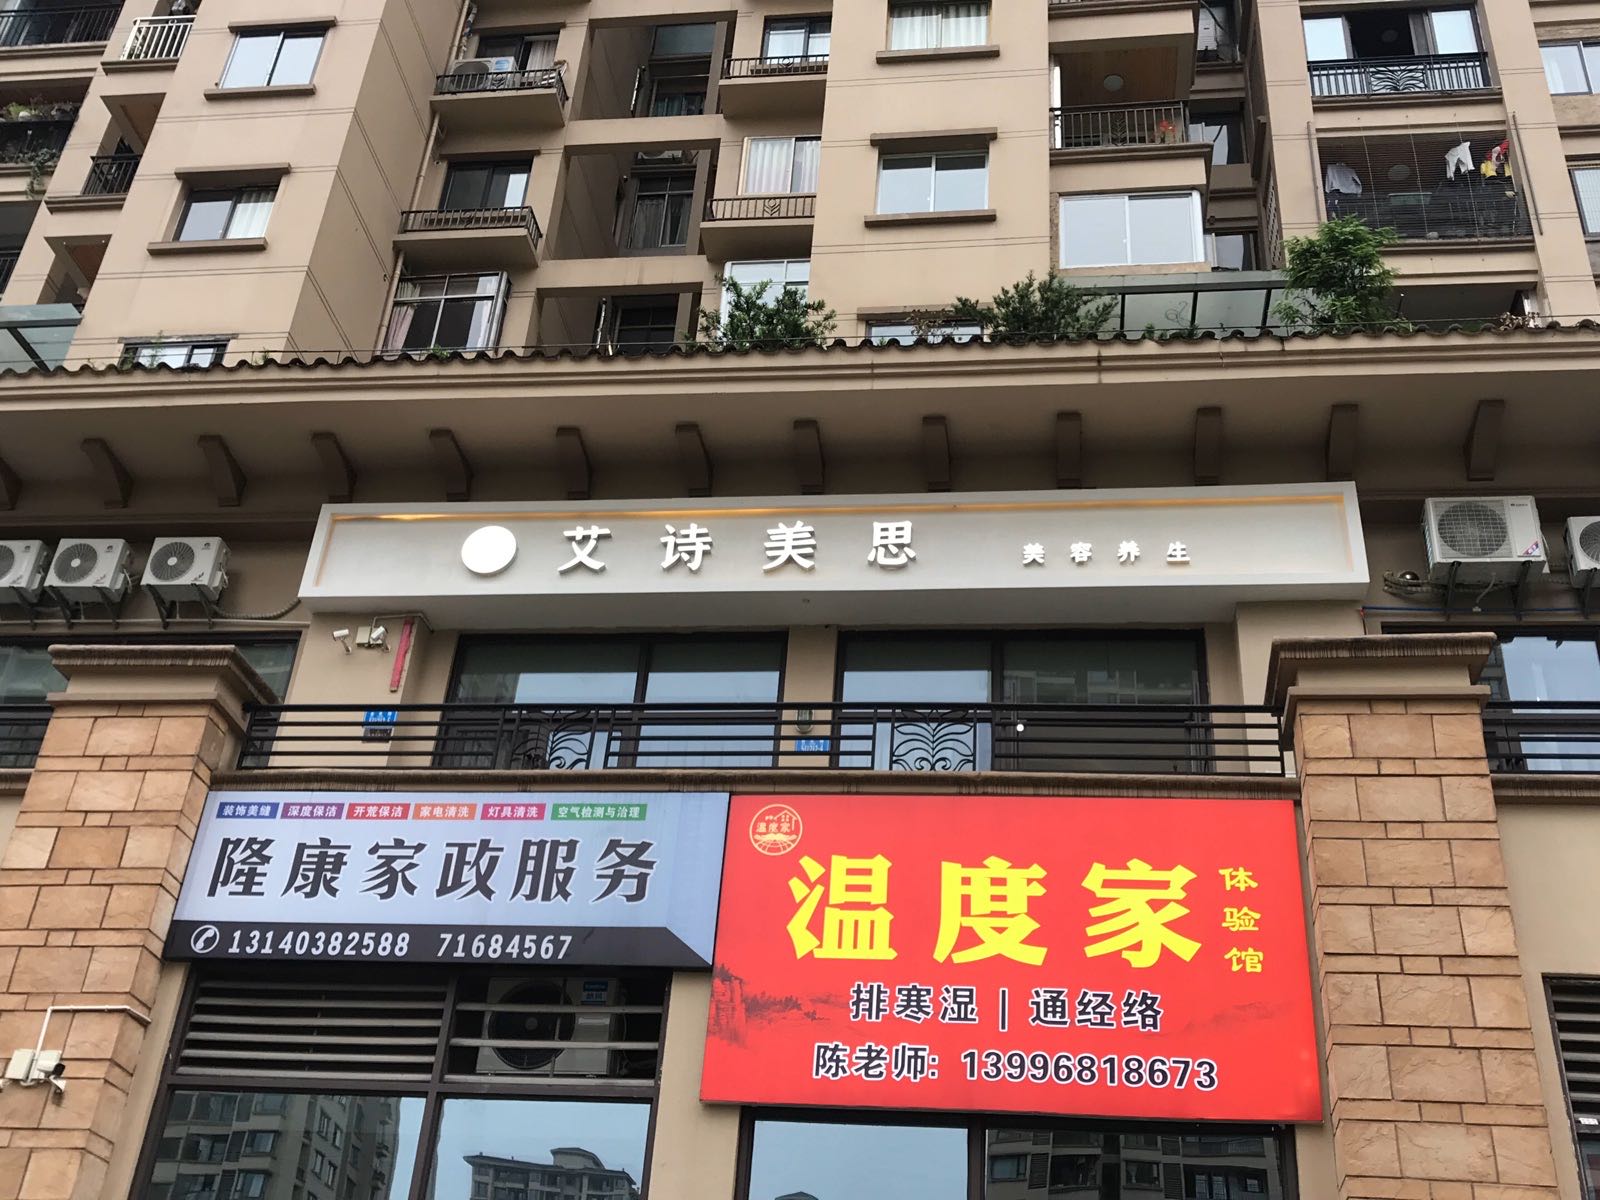 艾诗美思 美容养生
装饰美缝 深度保洁 开荒保洁 家电清洗 灯具清洗 空气检测与治理
隆康家政服务
13140382588 71684567
温度家
温度家
体验馆
排寒湿 | 通经络
陈老师: 13996818673